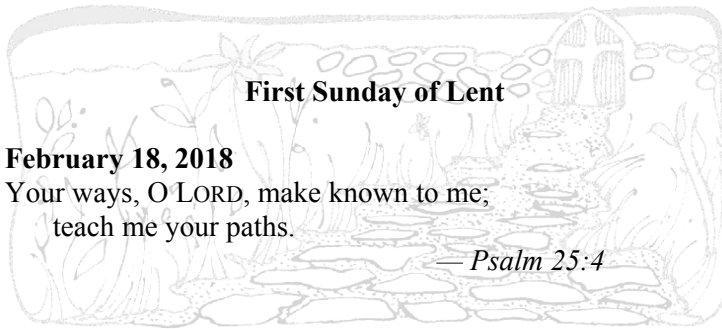 First Sunday of Lent
February 18, 2018
Your ways, O LORD, make known to me;
teach me your paths.
— Psalm 25:4